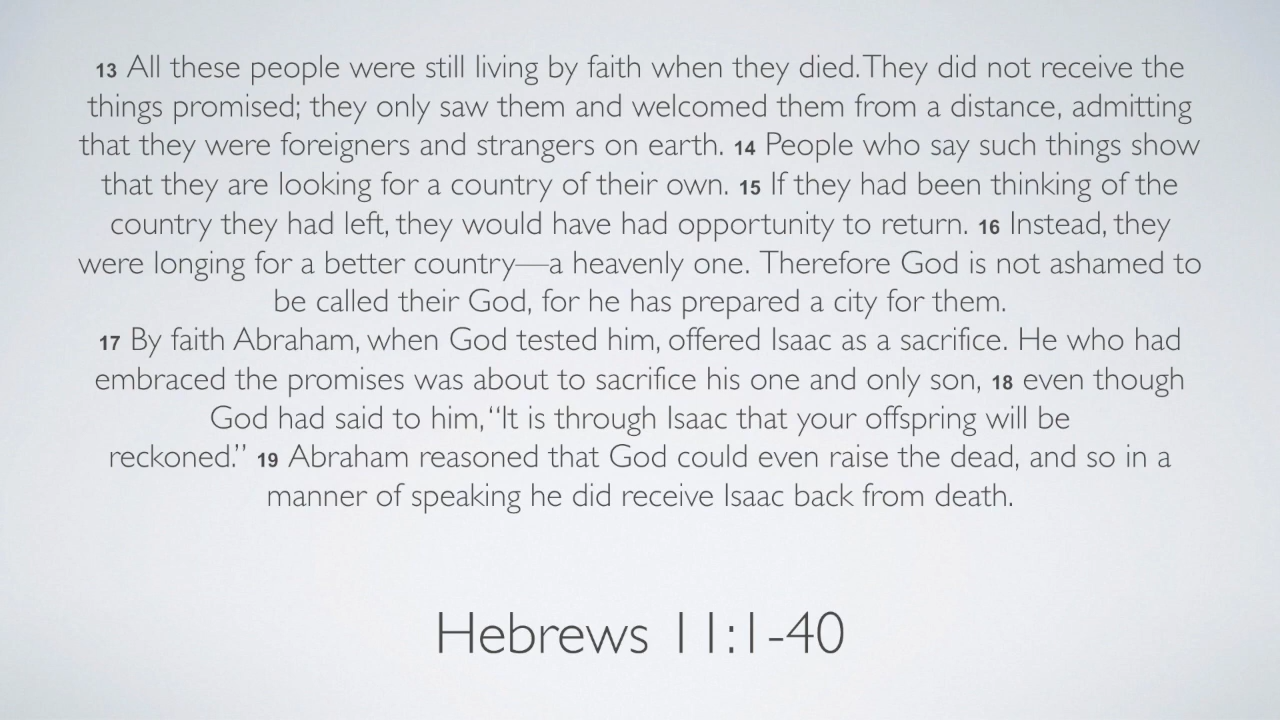 13 All these people were still living by faith when they died. They did not receive the
things promised; they only saw them and welcomed them from a distance, admitting
that they were foreigners and strangers on earth. 14 People who say such things show
that they are looking for a country of their own. 15 If they had been thinking of the
country they had left, they would have had opportunity to return. 16 Instead, they
were longing for a better country—a heavenly one. Therefore God is not ashamed to
be called their God, for he has prepared a city for them.
17 By faith Abraham, when God tested him, offered Isaac as a sacrifice. He who had
embraced the promises was about to sacrifice his one and only son, 18 even though
God had said to him, “It is through Isaac that your offspring will be
reckoned.” 19 Abraham reasoned that God could even raise the dead, and so in a
manner of speaking he did receive Isaac back from death.
Hebrews 11:1-40